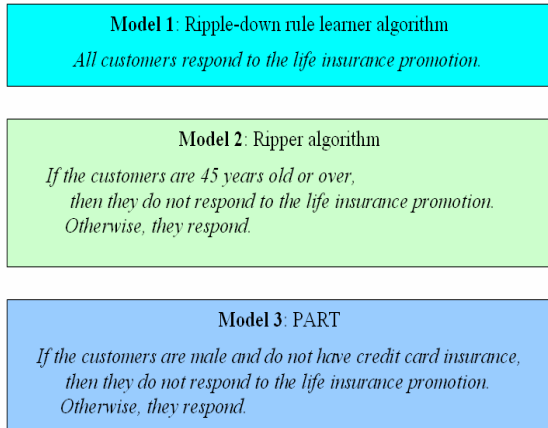 Model 1: Ripple-down rule learner algorithm
All customers respond to the life insurance promotion.
Model 2: Ripper algorithm
If the customers are 45 years old or over,
then they do not respond to the life insurance promotion.
Otherwise, they respond.
Model 3: PART
If the customers are male and do not have credit card insurance,
then they do not respond to the life insurance promotion.
Otherwise, they respond.